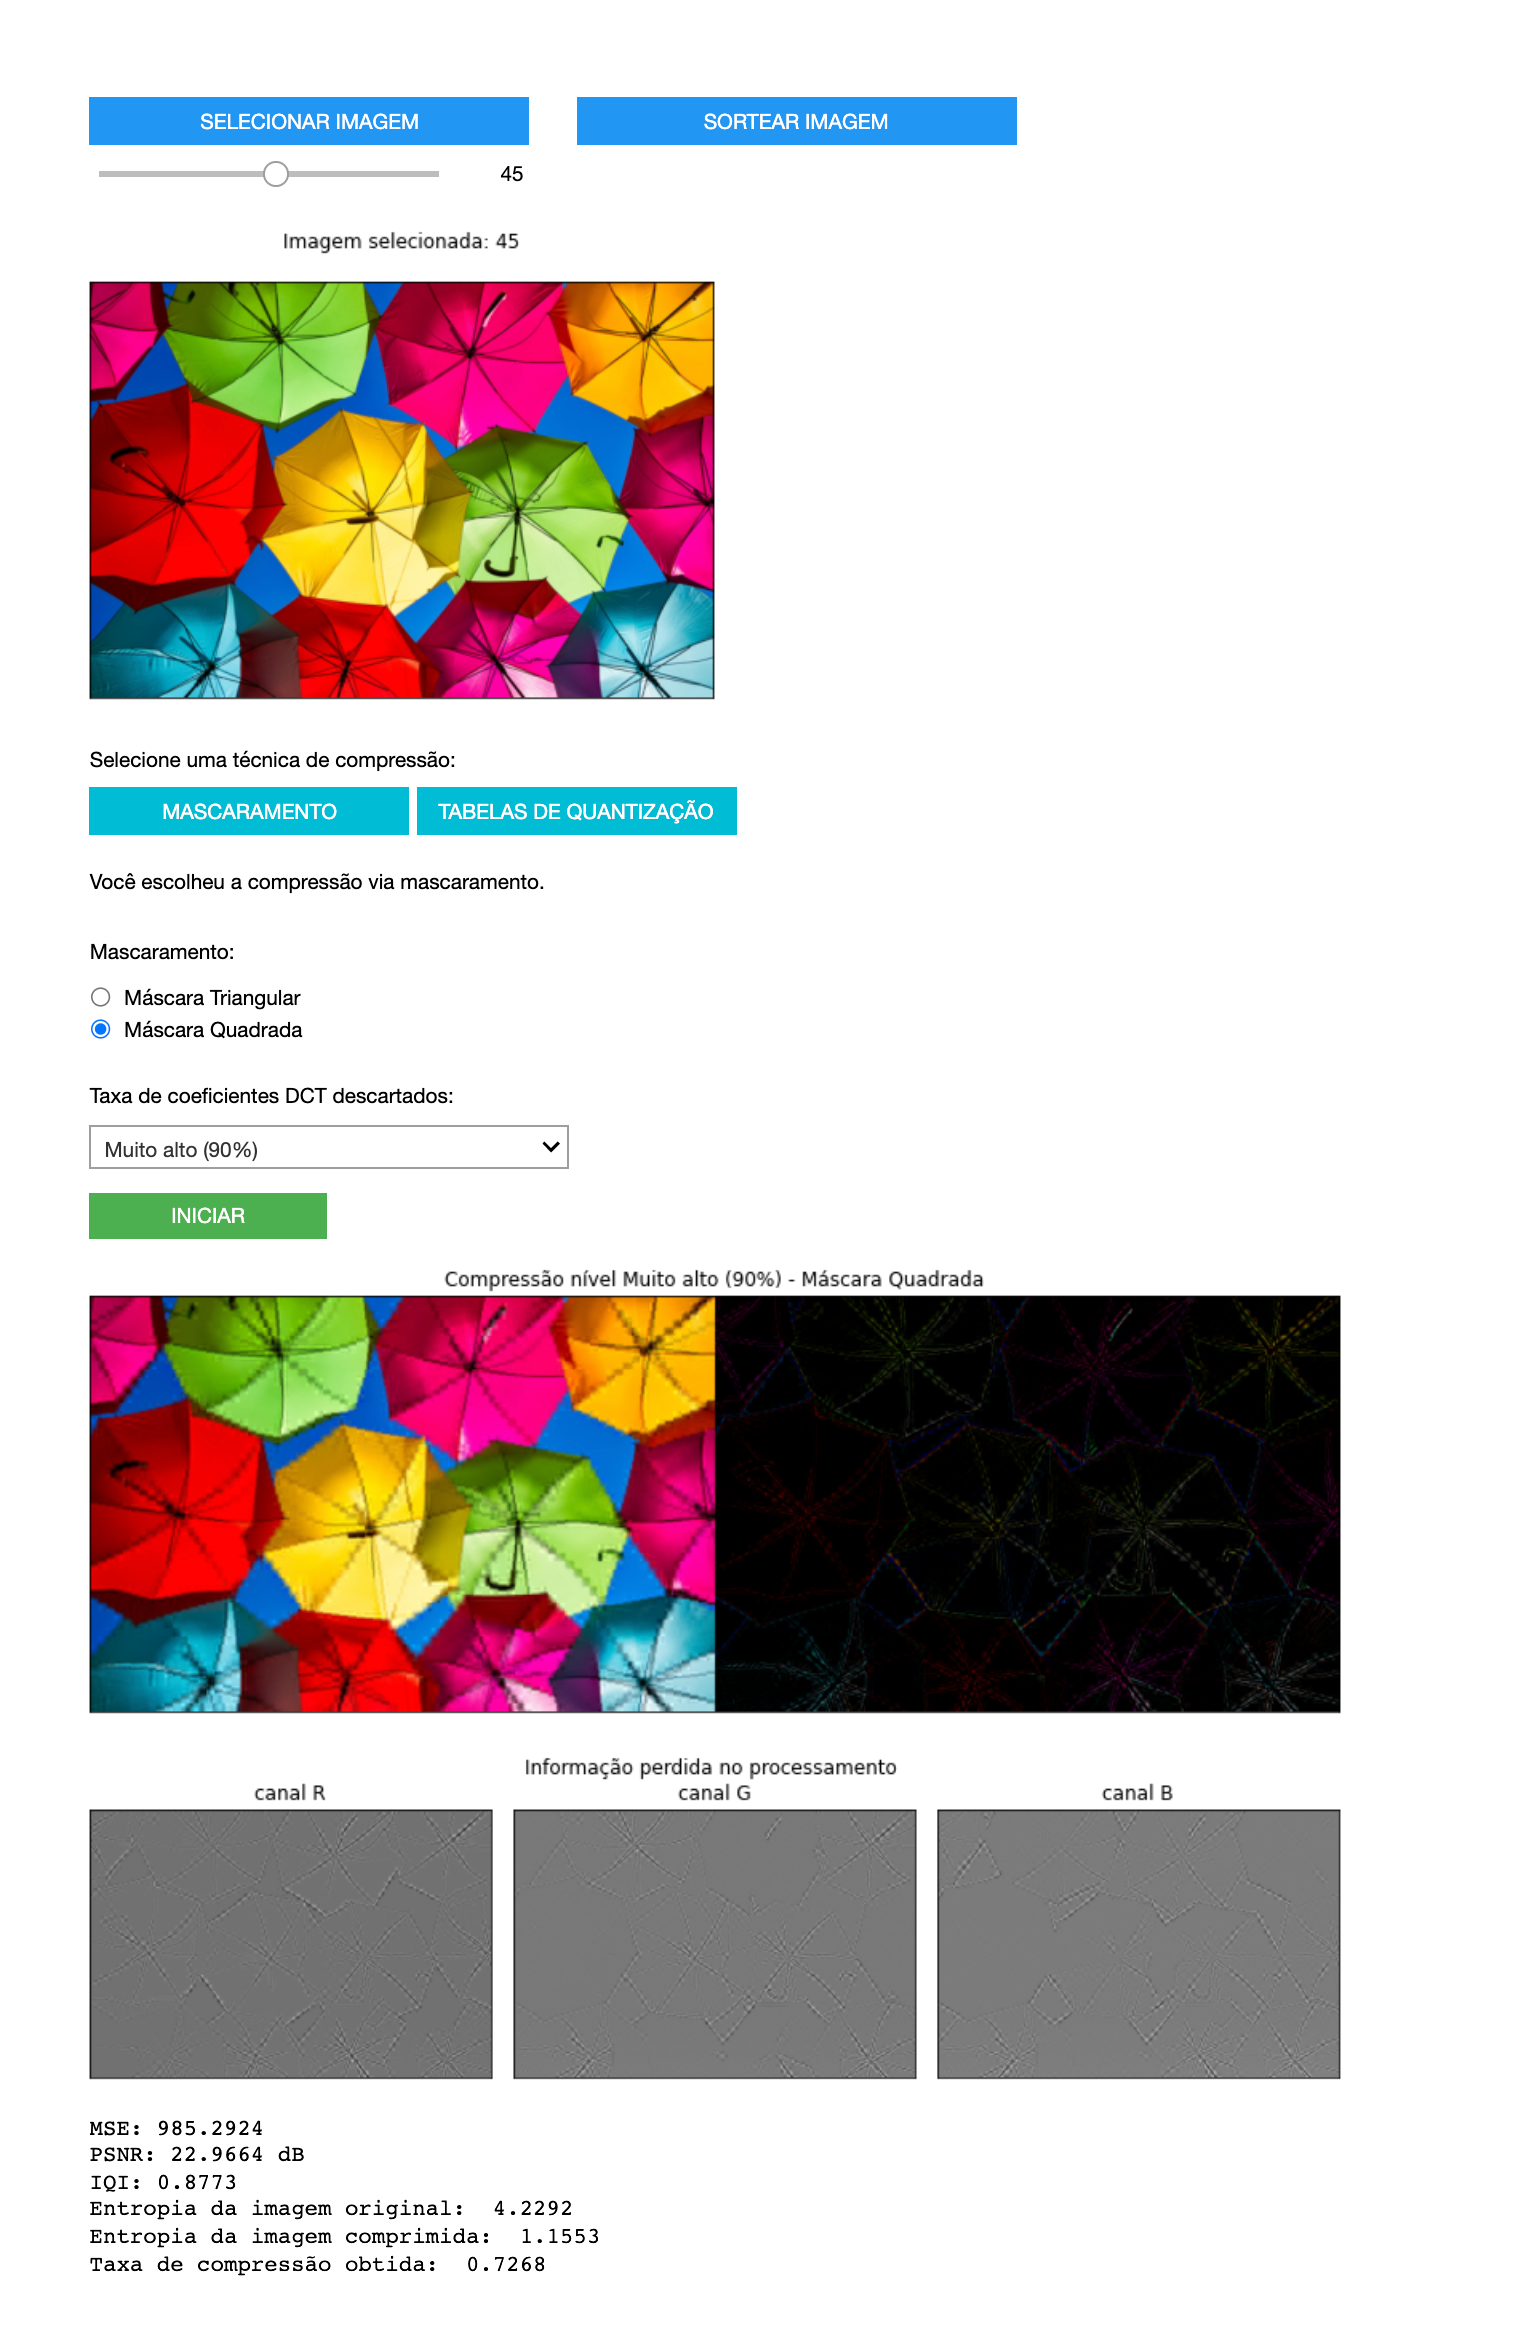 SELECIONAR IMAGEM SORTEAR IMAGEM
45
Imagem selecionada: 45
Selecione uma técnica de compressão:
MASCARAMENTO TABELAS DE QUANTIZAÇÃO
Você escolheu a compressão via mascaramento.
Mascaramento:
Máscara Triangular
Máscara Quadrada
Taxa de coeficientes DCT descartados:
Muito alto (90%)
INICIAR
Compressão nível Muito alto (90%) - Máscara Quadrada
Informação perdida no processamento
canal R canal G canal B
MSE: 985.2924
PSNR: 22.9664 dB
IQI: 0.8773
Entropia da imagem original: 4.2292
Entropia da imagem comprimida: 1.1553
Taxa de compressão obtida: 0.7268